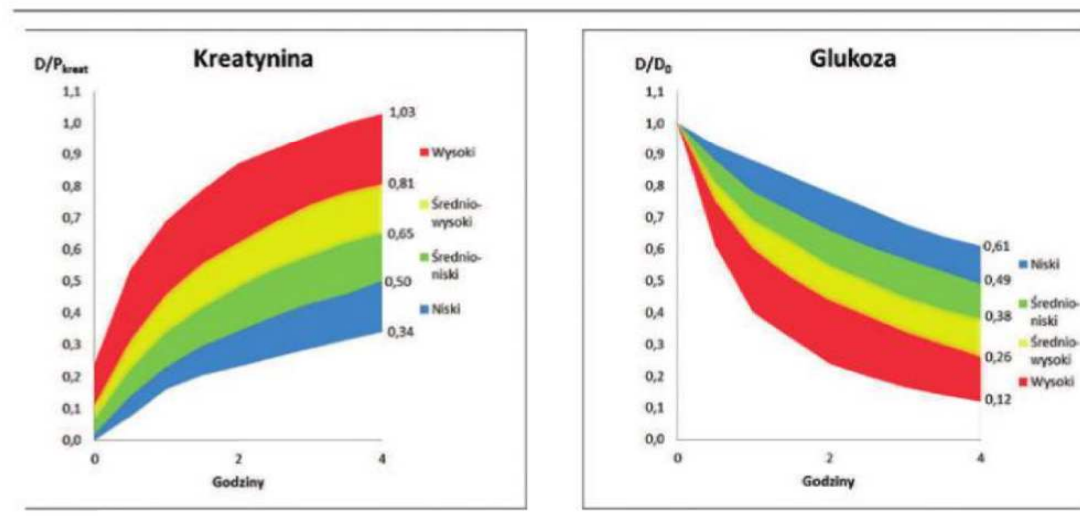 Kreatynina
D/Pkreat
1,1
1,0
0,9
0,8
0,7
0,6
0,5
0,4
0,3
0,2
0,1
0,0
0
2
4
Godziny
1,03
0,81
0,65
0,50
0,34
Wysoki
Średnio-
wysoki
Średnio-
niski
Niski
Glukoza
D/D0
1,1
1,0
0,9
0,8
0,7
0,6
0,5
0,4
0,3
0,2
0,1
0,0
0
2
4
Godziny
0,61
0,49
0,38
0,26
0,12
Niski
Średnio-
niski
Średnio-
wysoki
Wysoki